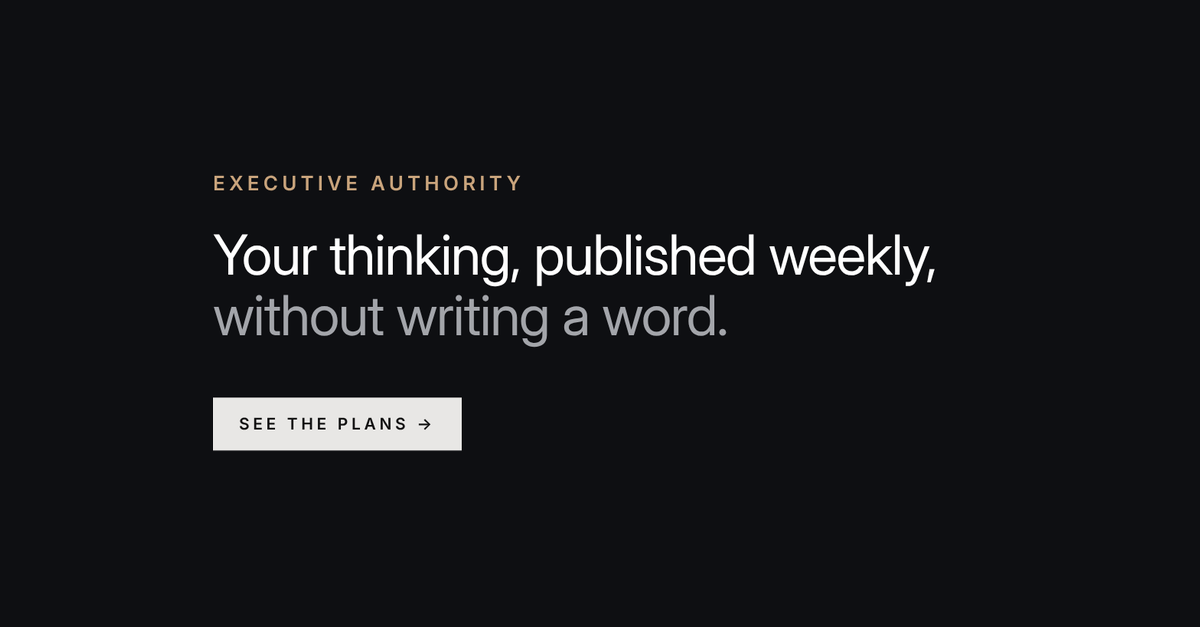 EXECUTIVE AUTHORITY
Your thinking, published weekly,
without writing a word.
SEE THE PLANS →